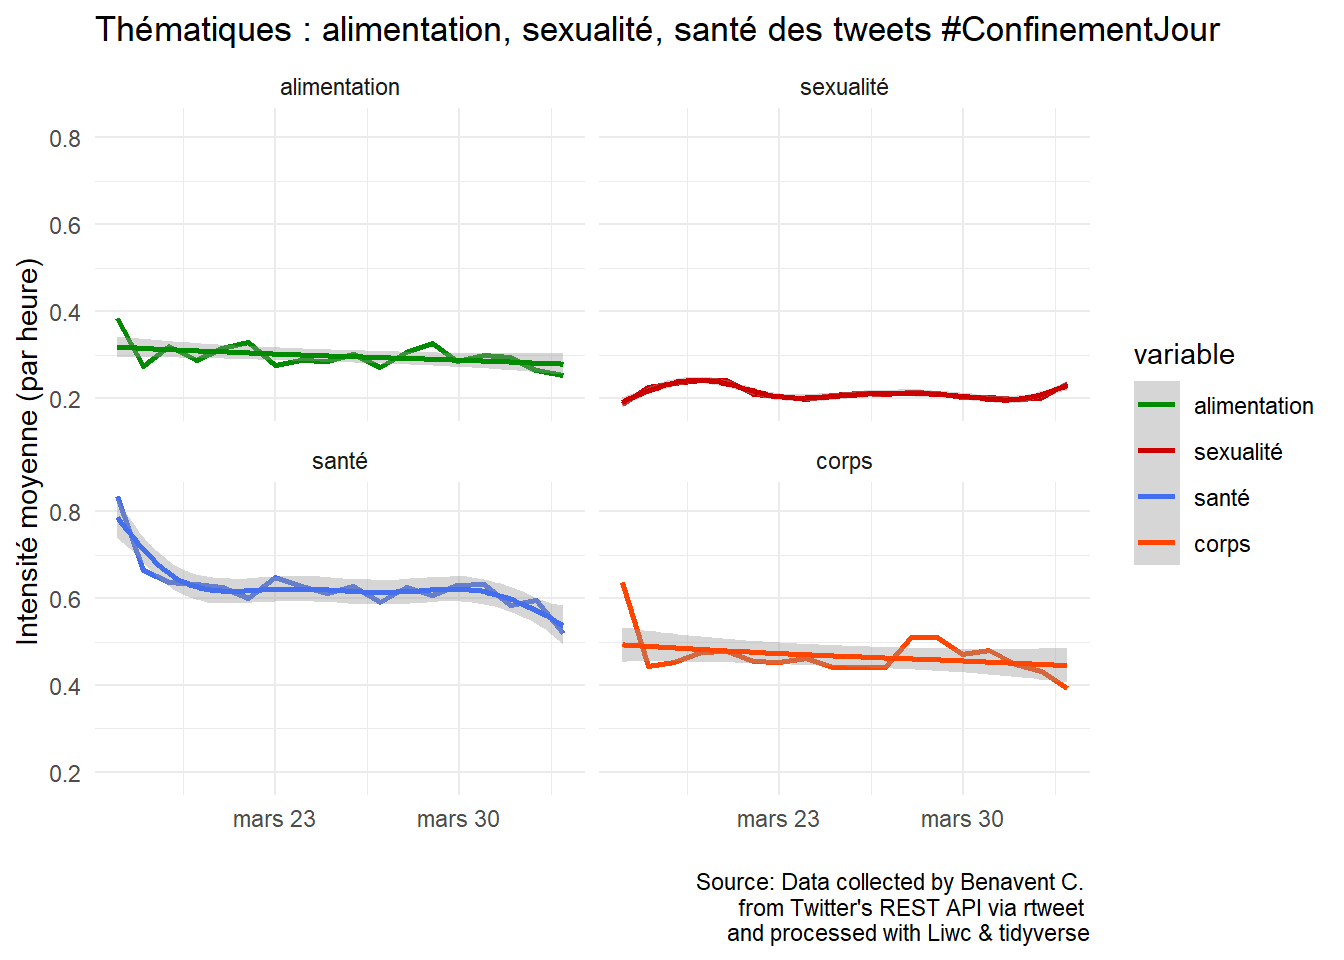 Thématiques : alimentation, sexualité, santé des tweets #ConfinementJour
alimentation
sexualité
0.8
0.6
0.4
0.2
santé
corps
0.8
0.6
0.4
0.2
mars 23
mars 30
mars 23
mars 30
Intensité moyenne (par heure)
variable
alimentation
sexualité
santé
corps
Source: Data collected by Benavent C.
from Twitter's REST API via rtweet
and processed with Liwc & tidyverse